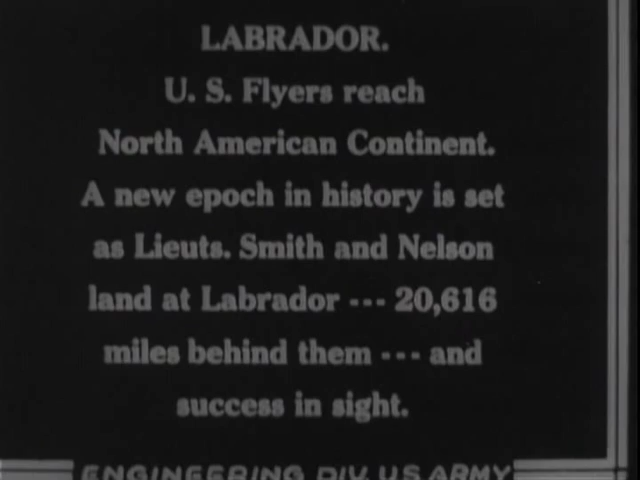 LABRADOR.
U. S. Flyers reach
North American Continent.
A new epoch in history is set
as Lieuts. Smith and Nelson
land at Labrador --- 20,616
miles behind them --- and
success in sight.
ENGINEERING DIV. U.S. ARMY